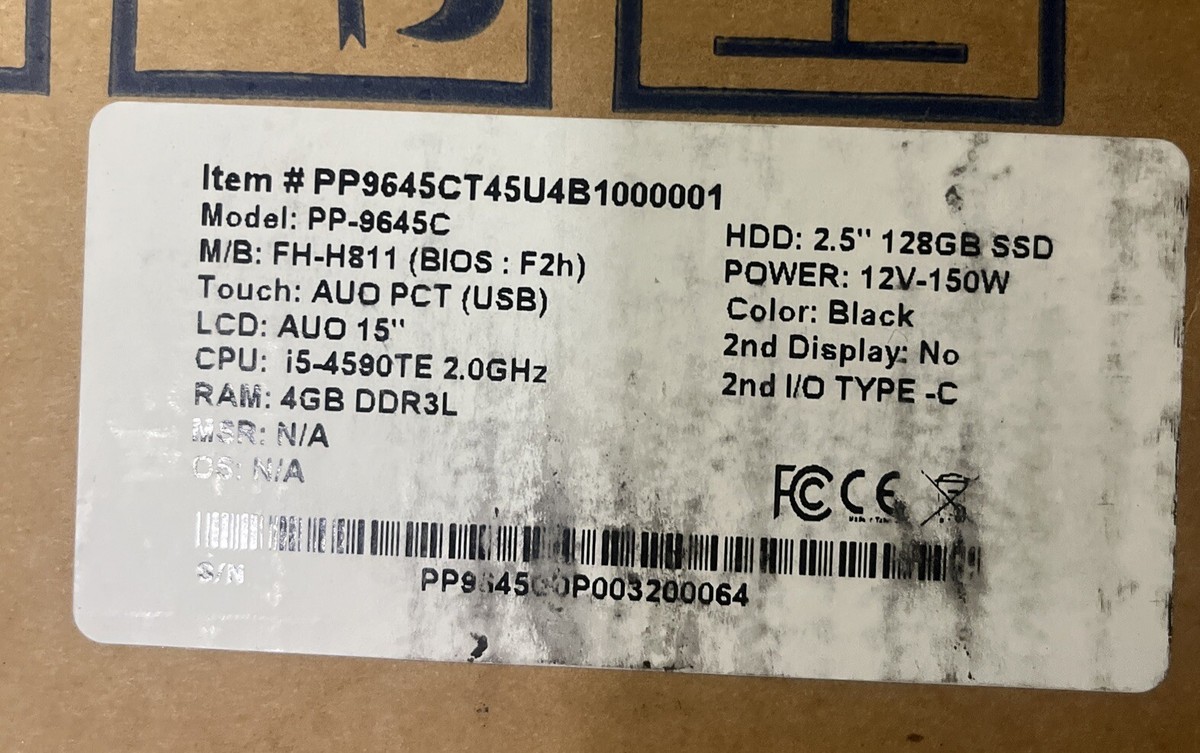 Item # PP9645CT45U4B1000001
Model: PP-9645C
M/B: FH-H811 (BIOS : F2h)
Touch: AUO PCT (USB)
LCD: AUO 15"
CPU: i5-4590TE 2.0GHz
RAM: 4GB DDR3L
MSR: N/A
OS: N/A
HDD: 2.5" 128GB SSD
POWER: 12V-150W
Color: Black
2nd Display: No
2nd I/O TYPE -C
FC CE
S/N